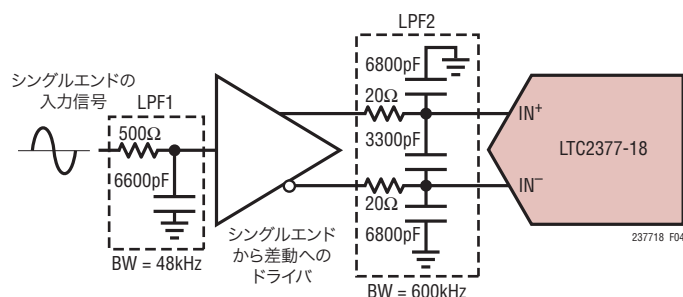 シングルエンドの
入力信号
LPF1
500Ω
6600pF
BW = 48kHz
シングルエンド
から差動への
ドライバ
LPF2
6800pF
20Ω
3300pF
20Ω
6800pF
BW = 600kHz
IN+
LTC2377-18
IN−
237718 F04